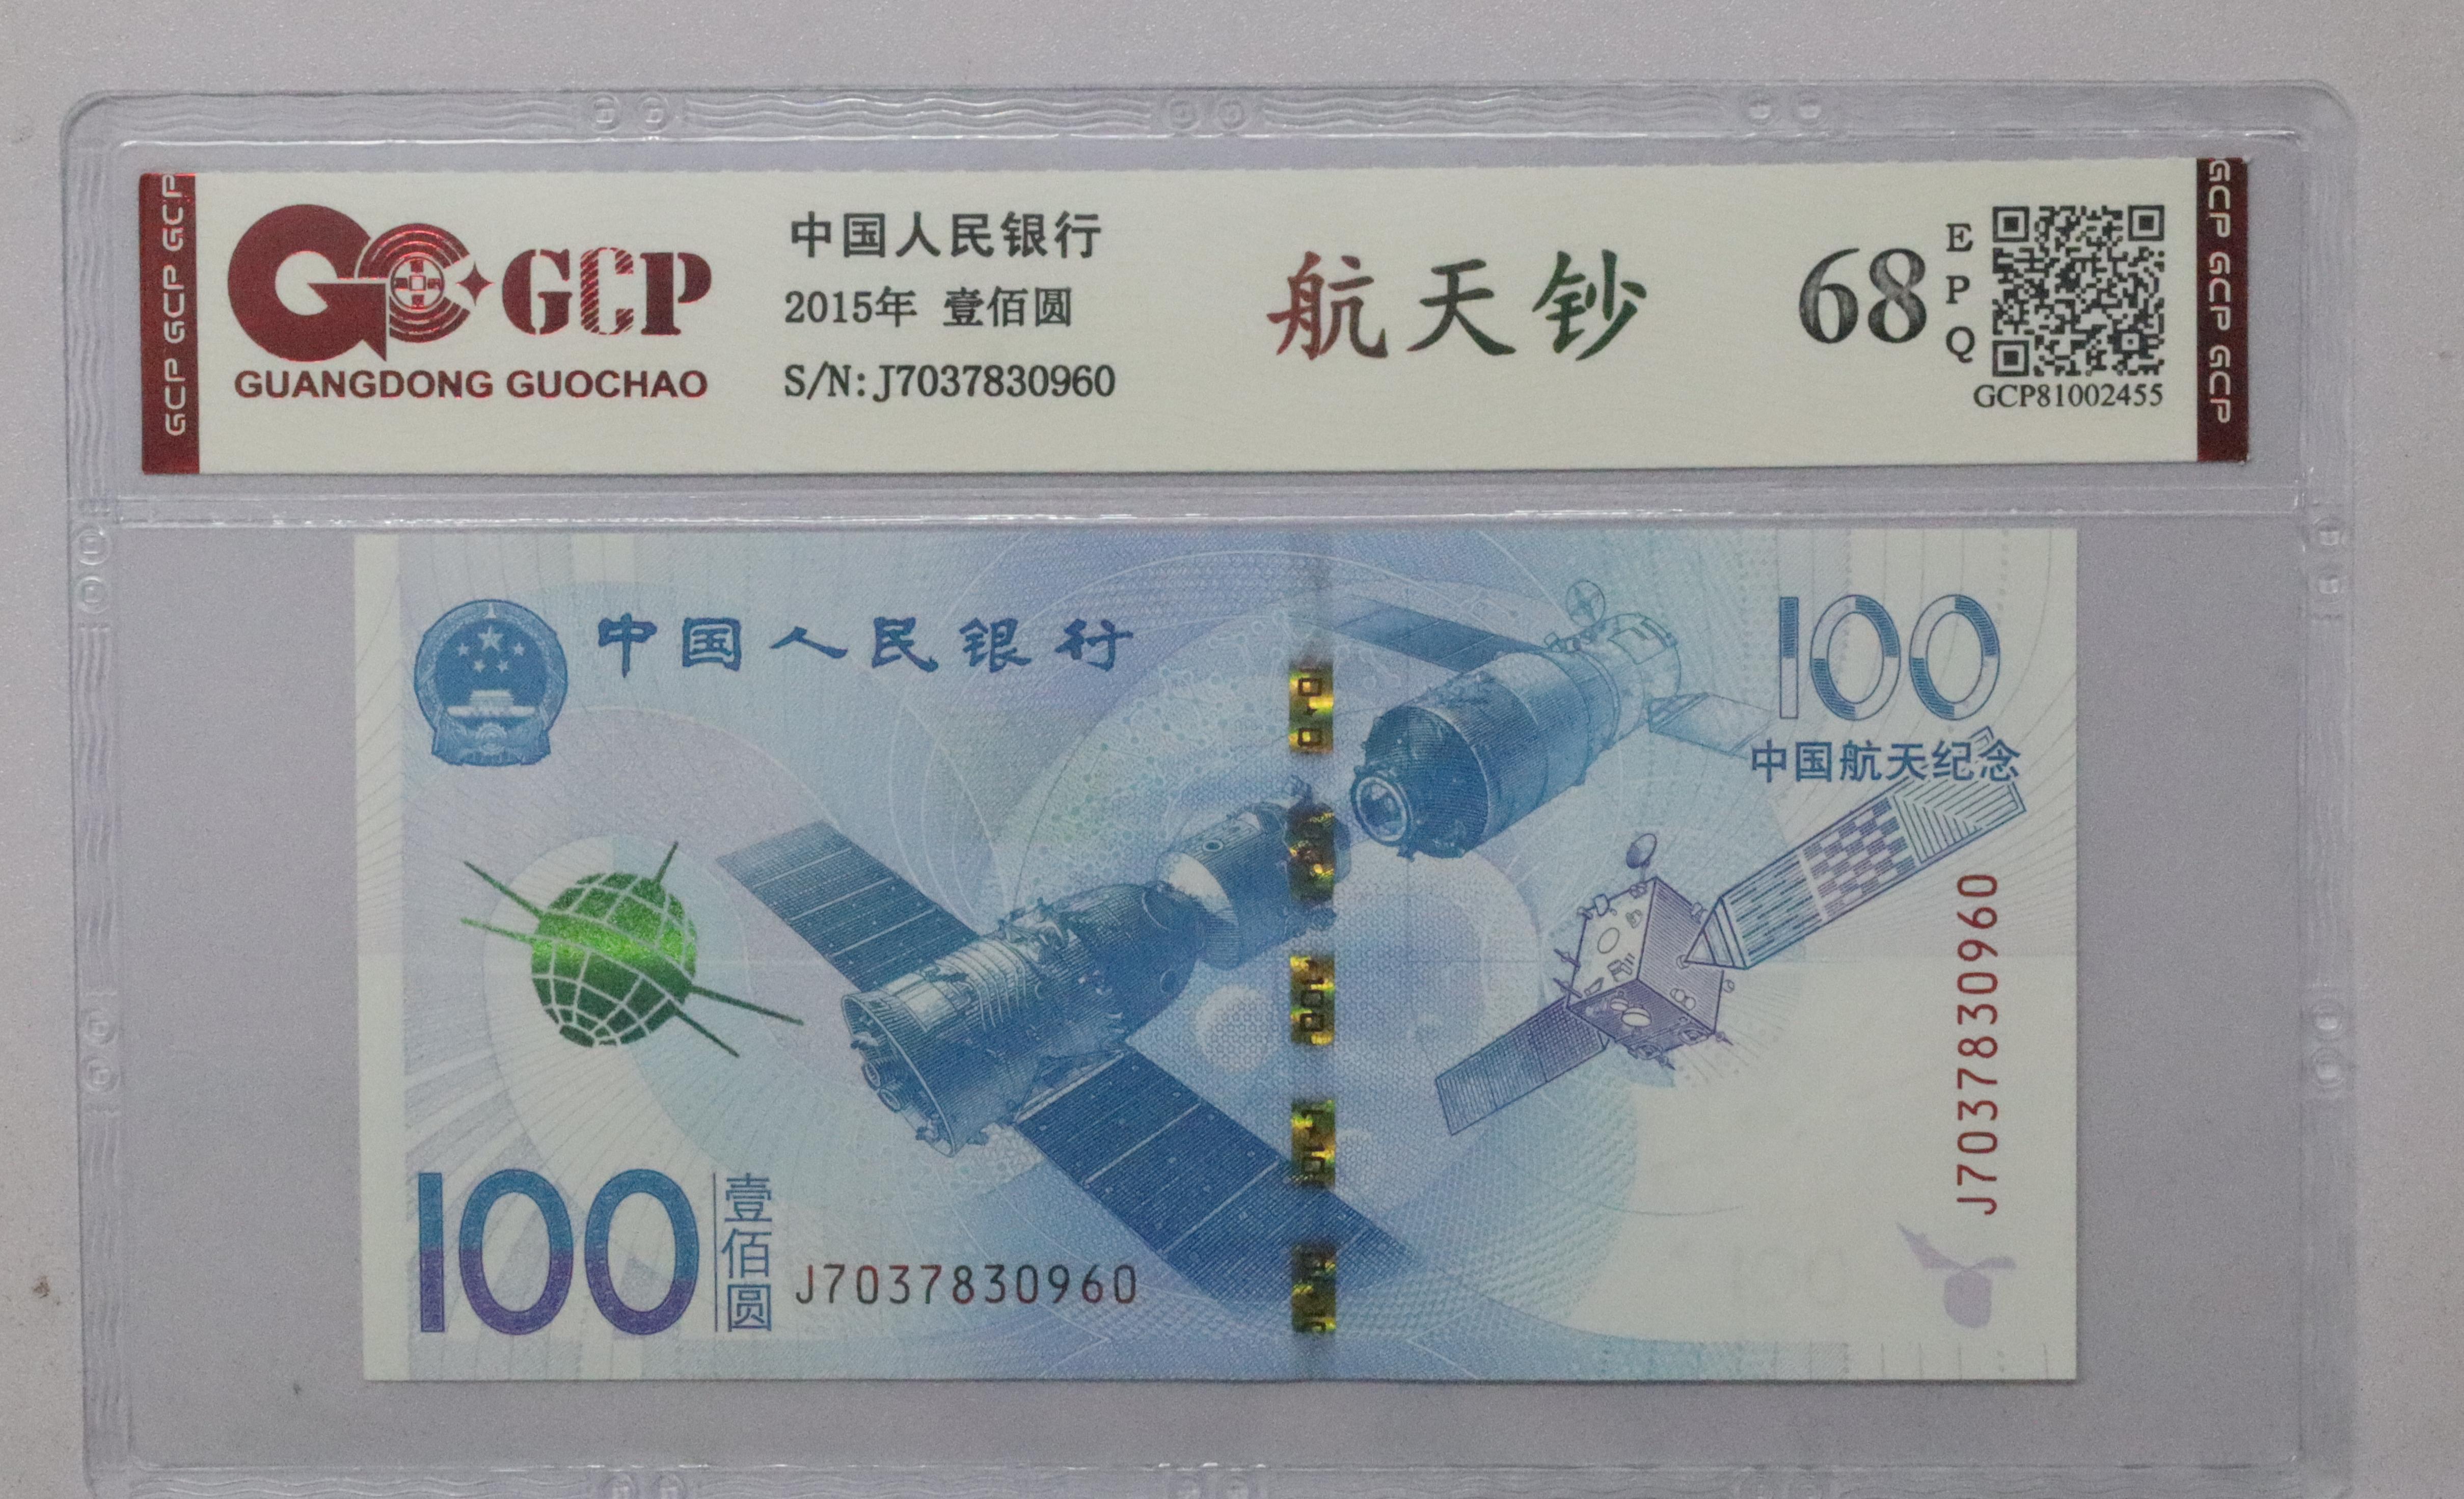 GCP GCP GCP
GCP
GUANGDONG GUOCHAO
中国人民银行
2015年 壹佰圆
S/N: J7037830960
航天钞
68
EPQ
GCP81002455
GCP GCP GCP
中国人民银行
100
中国航天纪念
J7037830960
100
壹佰圆
J7037830960
100